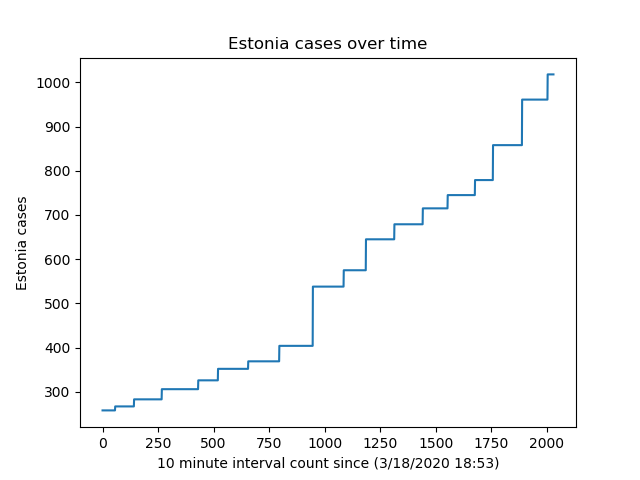 Estonia cases over time
1000
900
800
700
600
500
400
300
Estonia cases
0 250 500 750 1000 1250 1500 1750 2000
10 minute interval count since (3/18/2020 18:53)